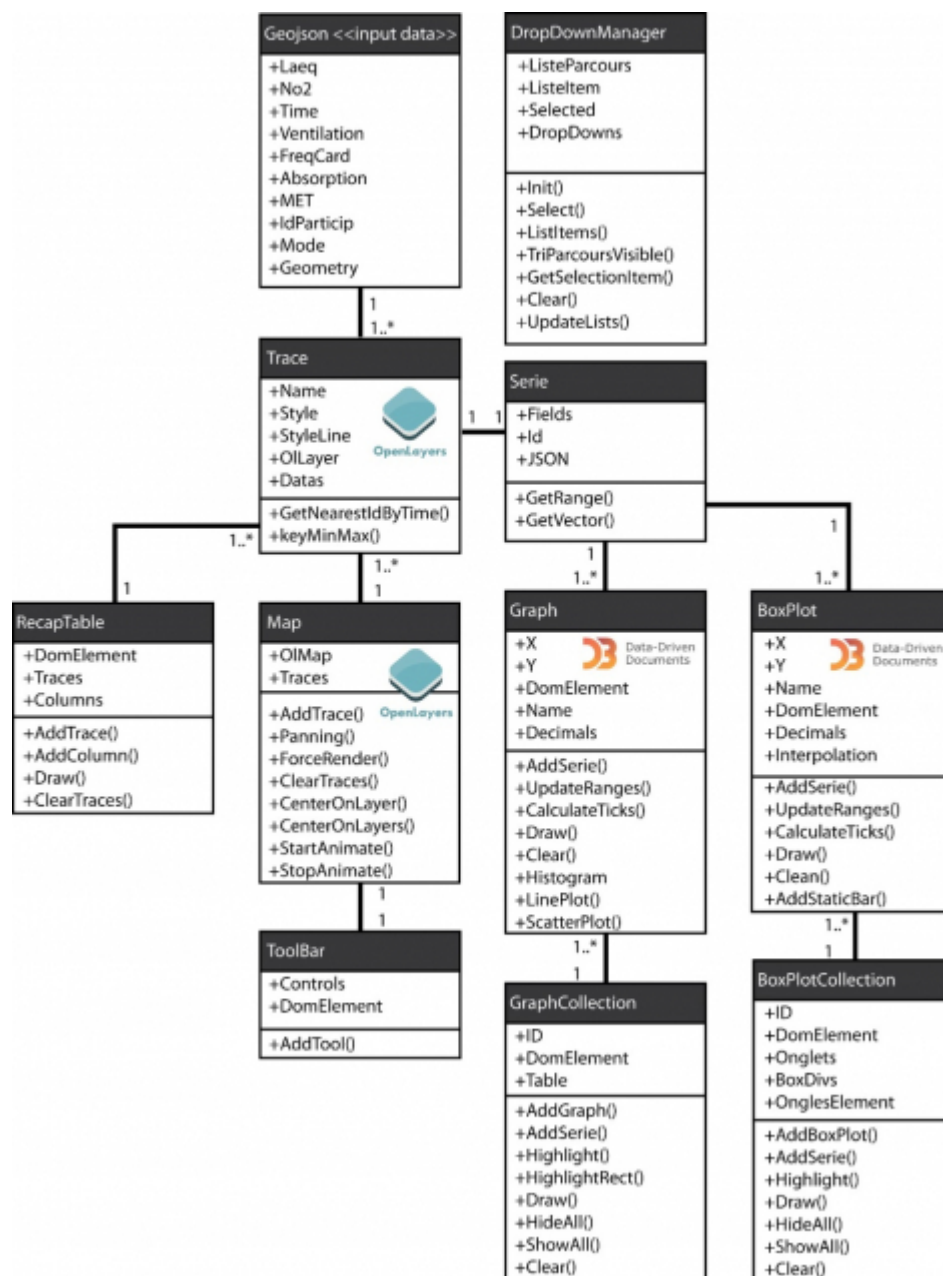 Geojson <<input data>>
+Laeq
+No2
+Time
+Ventilation
+FreqCard
+Absorption
+MET
+IdParticip
+Mode
+Geometry
DropDownManager
+ListeParcours
+ListeItem
+Selected
+DropDowns
+Init()
+Select()
+ListItems()
+TriParcoursVisible()
+GetSelectionItem()
+Clear()
+UpdateLists()
1
1..*
Trace
+Name
+Style
+StyleLine
+OlLayer
+Datas
OpenLayers
+GetNearestIdByTime()
+keyMinMax()
1 1
Serie
+Fields
+Id
+JSON
+GetRange()
+GetVector()
1..*
1
1..*
1
1
1..*
1
1..*
RecapTable
+DomElement
+Traces
+Columns
+AddTrace()
+AddColumn()
+Draw()
+ClearTraces()
Map
+OlMap
+Traces
OpenLayers
+AddTrace()
+Panning()
+ForceRender()
+ClearTraces()
+CenterOnLayer()
+CenterOnLayers()
+StartAnimate()
+StopAnimate()
1
1
ToolBar
+Controls
+DomElement
+AddTool()
Graph
+X
+Y
+DomElement
+Name
+Decimals
D3 Data-Driven
Documents
+AddSerie()
+UpdateRanges()
+CalculateTicks()
+Draw()
+Clear()
+Histogram
+LinePlot()
+ScatterPlot()
1..*
1
GraphCollection
+ID
+DomElement
+Table
+AddGraph()
+AddSerie()
+Highlight()
+HighlightRect()
+Draw()
+HideAll()
+ShowAll()
+Clear()
BoxPlot
+X
+Y
+Name
+DomElement
+Decimals
+Interpolation
D3 Data-Driven
Documents
+AddSerie()
+UpdateRanges()
+CalculateTicks()
+Draw()
+Clean()
+AddStaticBar()
1..*
1
BoxPlotCollection
+ID
+DomElement
+Onglets
+BoxDivs
+OnglesElement
+AddBoxPlot()
+AddSerie()
+Highlight()
+Draw()
+HideAll()
+ShowAll()
+Clear()